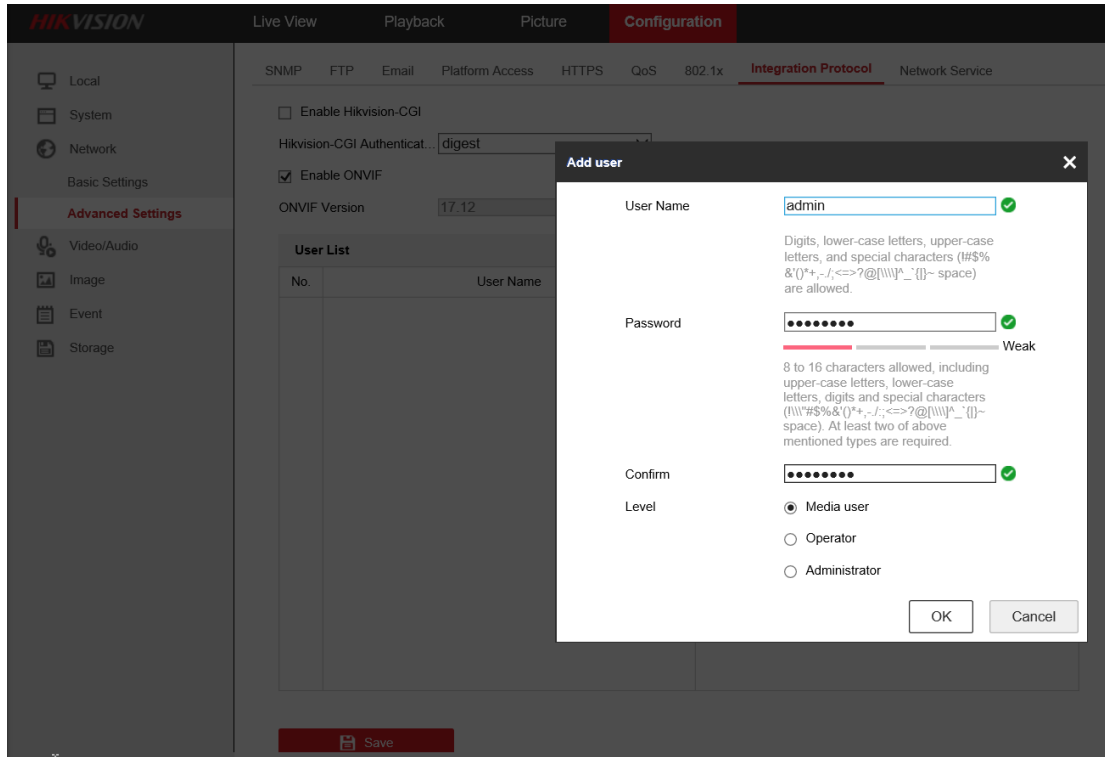 HIKVISION
Live View
Playback
Picture
Configuration
Local
System
Network
Basic Settings
Advanced Settings
Video/Audio
Image
Event
Storage
SNMP
FTP
Email
Platform Access
HTTPS
QoS
802.1x
Integration Protocol
Network Service
Enable Hikvision-CGI
Hikvision-CGI Authenticat...
digest
Enable ONVIF
ONVIF Version
17.12
User List
No.
User Name
Add user
User Name
admin
Digits, lower-case letters, upper-case
letters, and special characters (!#$%
&'()*+,-./;<=>?@[\\\\]^_`{|}~ space)
are allowed.
Password
●●●●●●●●
Weak
8 to 16 characters allowed, including
upper-case letters, lower-case
letters, digits and special characters
(!\\\"#$%&'()*+,-./:;<=>?@[\\\\]^_`{|}~
space). At least two of above
mentioned types are required.
Confirm
●●●●●●●●
Level
Media user
Operator
Administrator
OK
Cancel
Save